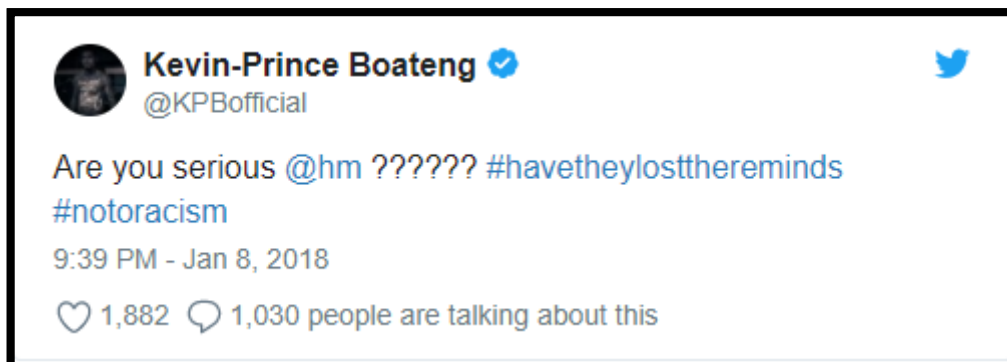 Kevin-Prince Boateng
@KPBofficial
Are you serious @hm ?????? #havetheylosttthereminds
#notoracism
9:39 PM - Jan 8, 2018
1,882 1,030 people are talking about this